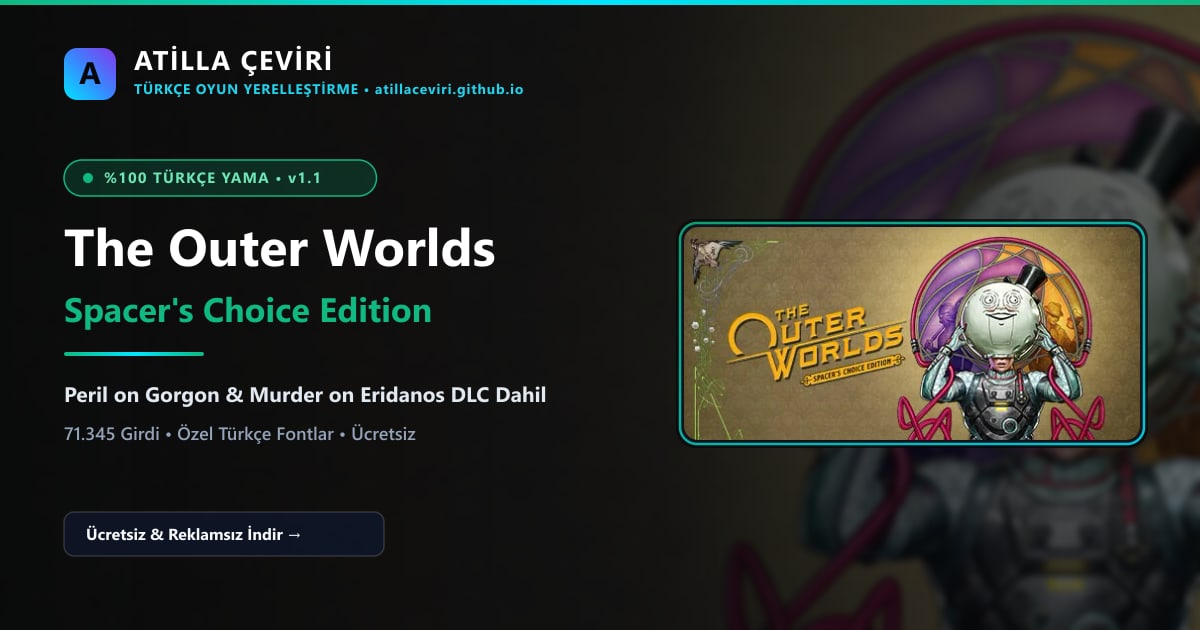 A
ATİLLA ÇEVİRİ
TÜRKÇE OYUN YERELLEŞTİRME • atillaceviri.github.io
%100 TÜRKÇE YAMA • v1.1
The Outer Worlds
Spacer's Choice Edition
Peril on Gorgon & Murder on Eridanos DLC Dahil
71.345 Girdi • Özel Türkçe Fontlar • Ücretsiz
Ücretsiz & Reklamsız İndir →
THE
OUTER
WORLDS
SPACER'S CHOICE EDITION